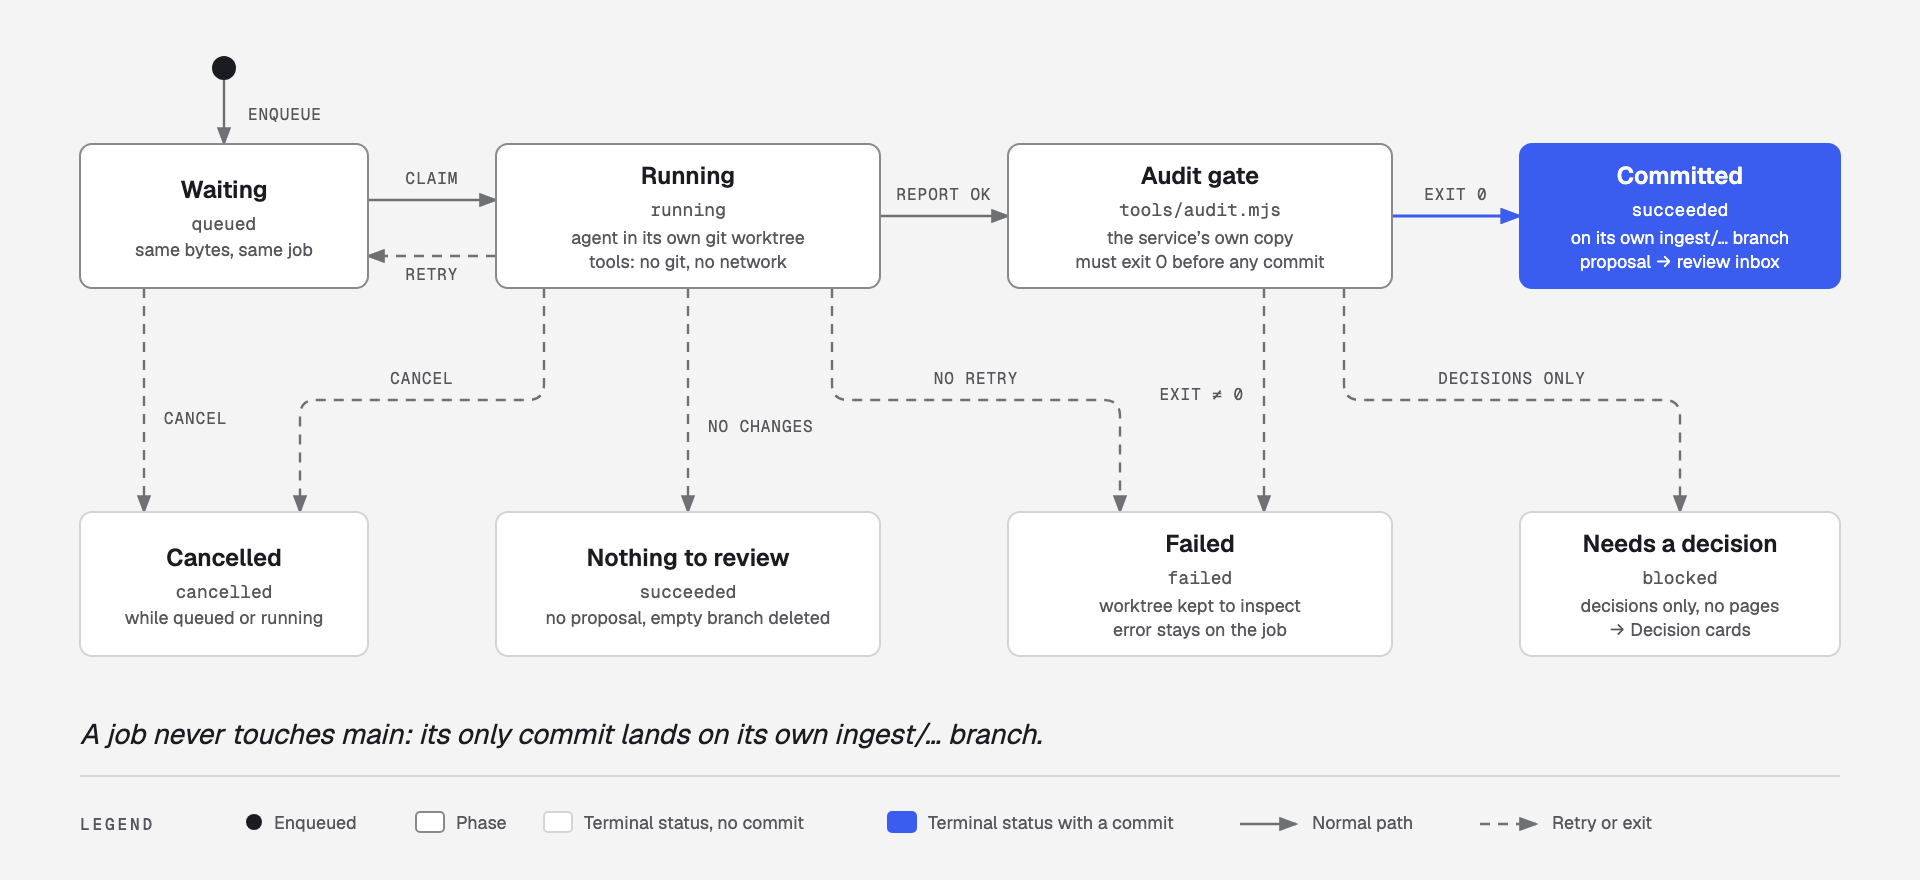 ENQUEUE
Waiting
queued
same bytes, same job
CLAIM
RETRY
Running
running
agent in its own git worktree
tools: no git, no network
REPORT OK
Audit gate
tools/audit.mjs
the service’s own copy
must exit 0 before any commit
EXIT 0
Committed
succeeded
on its own ingest/… branch
proposal → review inbox
CANCEL
CANCEL
NO CHANGES
NO RETRY
EXIT ≠ 0
DECISIONS ONLY
Cancelled
cancelled
while queued or running
Nothing to review
succeeded
no proposal, empty branch deleted
Failed
failed
worktree kept to inspect
error stays on the job
Needs a decision
blocked
decisions only, no pages
→ Decision cards
A job never touches main: its only commit lands on its own ingest/… branch.
LEGEND
Enqueued
Phase
Terminal status, no commit
Terminal status with a commit
Normal path
Retry or exit